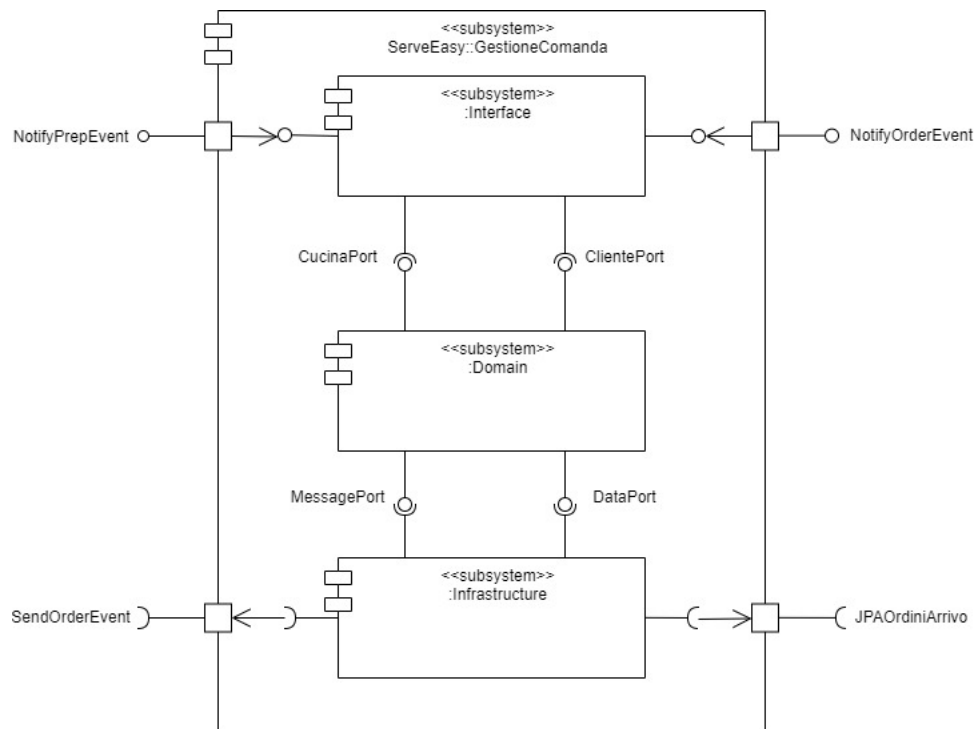 <<subsystem>>
ServeEasy::GestioneComanda
<<subsystem>>
:Interface
NotifyPrepEvent
NotifyOrderEvent
CucinaPort
ClientePort
<<subsystem>>
:Domain
MessagePort
DataPort
<<subsystem>>
:Infrastructure
SendOrderEvent
JPAOrdiniArrivo